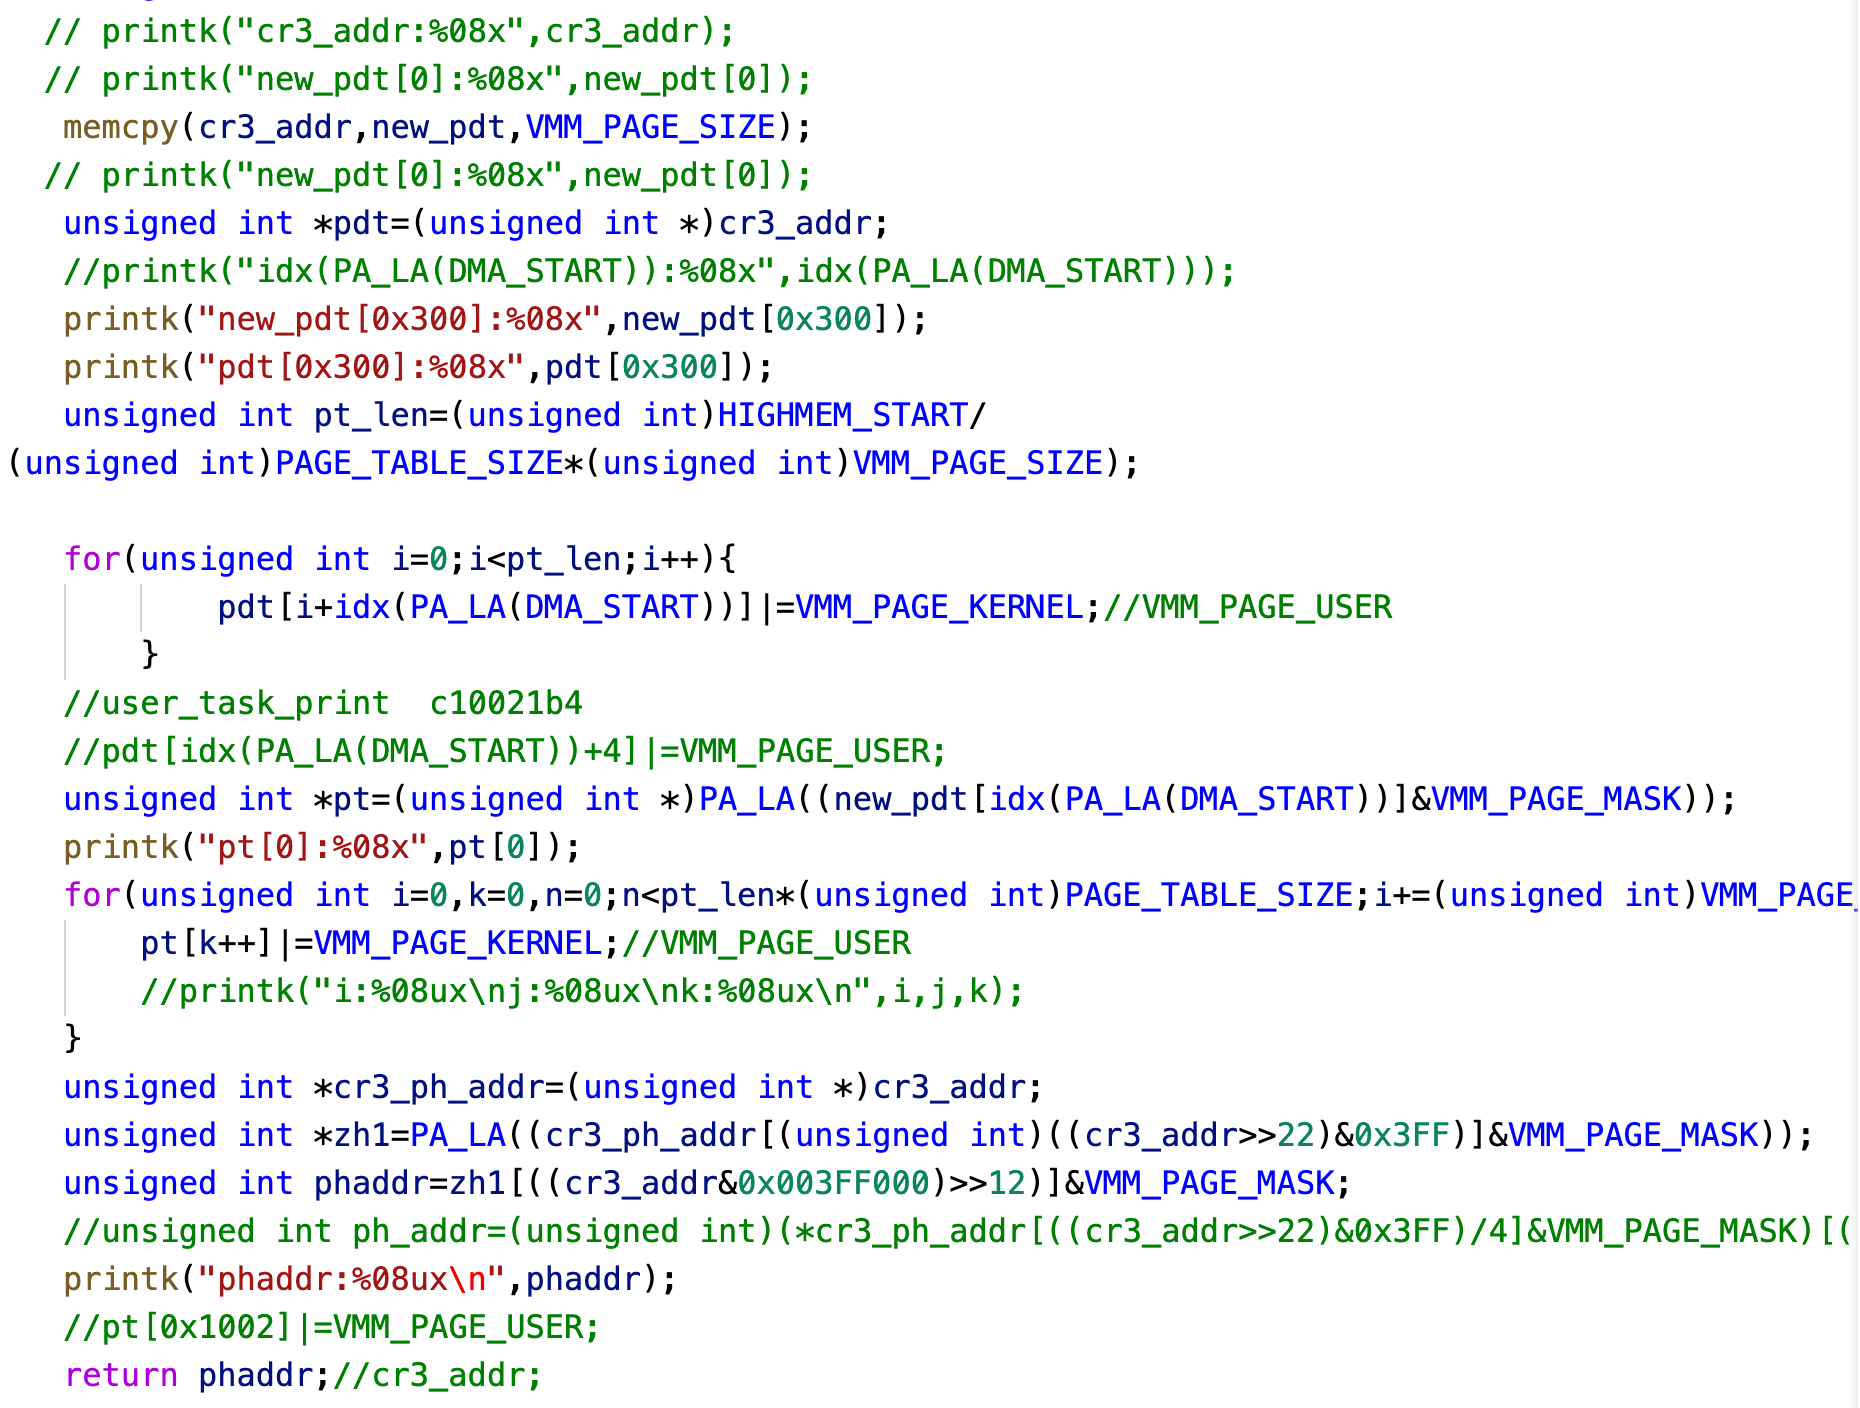 // printk("cr3_addr:%08x",cr3_addr);
// printk("new_pdt[0]:%08x",new_pdt[0]);
memcpy(cr3_addr,new_pdt,VMM_PAGE_SIZE);
// printk("new_pdt[0]:%08x",new_pdt[0]);
unsigned int *pdt=(unsigned int *)cr3_addr;
//printk("idx(PA_LA(DMA_START)):%08x",idx(PA_LA(DMA_START)));
printk("new_pdt[0x300]:%08x",new_pdt[0x300]);
printk("pdt[0x300]:%08x",pdt[0x300]);
unsigned int pt_len=(unsigned int)HIGHMEM_START/
(unsigned int)PAGE_TABLE_SIZE*(unsigned int)VMM_PAGE_SIZE);
for(unsigned int i=0;i<pt_len;i++){
pdt[i+idx(PA_LA(DMA_START))]|=VMM_PAGE_KERNEL;//VMM_PAGE_USER
}
//user_task_print  c10021b4
//pdt[idx(PA_LA(DMA_START))+4]|=VMM_PAGE_USER;
unsigned int *pt=(unsigned int *)PA_LA((new_pdt[idx(PA_LA(DMA_START))]&VMM_PAGE_MASK));
printk("pt[0]:%08x",pt[0]);
for(unsigned int i=0,k=0,n=0;n<pt_len*(unsigned int)PAGE_TABLE_SIZE;i+=(unsigned int)VMM_PAGE_
pt[k++]|=VMM_PAGE_KERNEL;//VMM_PAGE_USER
//printk("i:%08ux\nj:%08ux\nk:%08ux\n",i,j,k);
}
unsigned int *cr3_ph_addr=(unsigned int *)cr3_addr;
unsigned int *zh1=PA_LA((cr3_ph_addr[(unsigned int)((cr3_addr>>22)&0x3FF)]&VMM_PAGE_MASK));
unsigned int phaddr=zh1[((cr3_addr&0x003FF000)>>12)]&VMM_PAGE_MASK;
//unsigned int ph_addr=(unsigned int)(*cr3_ph_addr[((cr3_addr>>22)&0x3FF)/4]&VMM_PAGE_MASK)[(
printk("phaddr:%08ux\n",phaddr);
//pt[0x1002]|=VMM_PAGE_USER;
return phaddr;//cr3_addr;